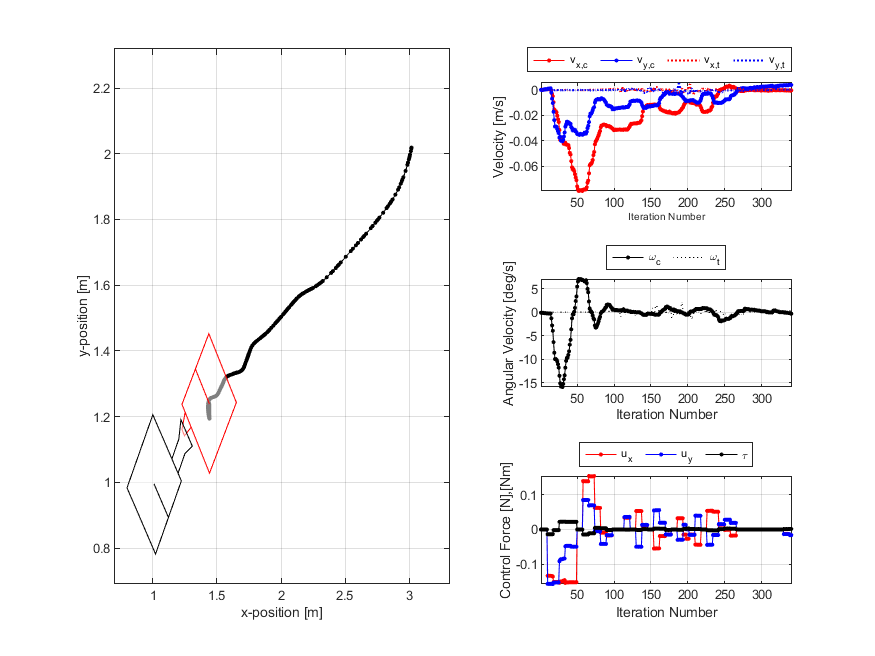 2.2
2
1.8
1.6
1.4
1.2
1
0.8
1 1.5 2 2.5 3
x-position [m]
y-position [m]
v_x,c v_y,c v_x,t v_y,t
0
-0.02
-0.04
-0.06
50 100 150 200 250 300
Iteration Number
Velocity [m/s]
ω_c ω_t
5
0
-5
-10
-15
50 100 150 200 250 300
Iteration Number
Angular Velocity [deg/s]
u_x u_y τ
0.1
0
-0.1
50 100 150 200 250 300
Iteration Number
Control Force [N],[Nm]